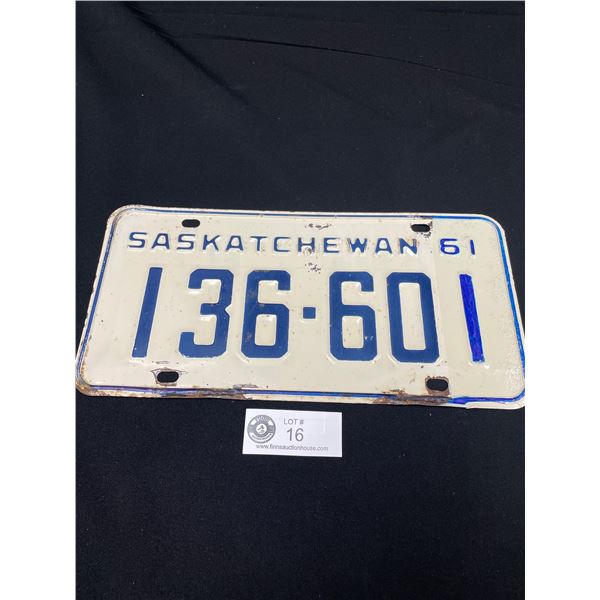 SASKATCHEWAN 61
136·601
LOT #
16
www.finnsauctionhouse.com